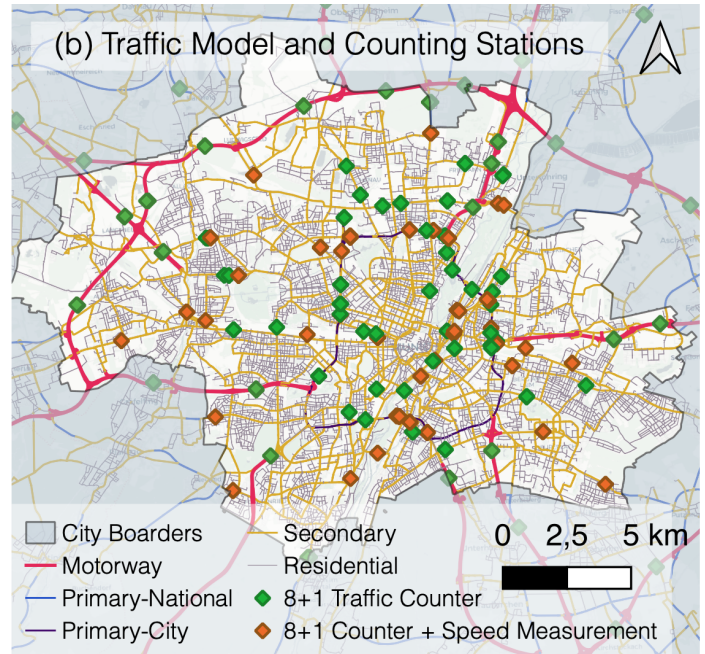 (b) Traffic Model and Counting Stations
City Boarders
Motorway
Primary-National
Primary-City
Secondary
Residential
8+1 Traffic Counter
8+1 Counter + Speed Measurement
0 2,5 5 km